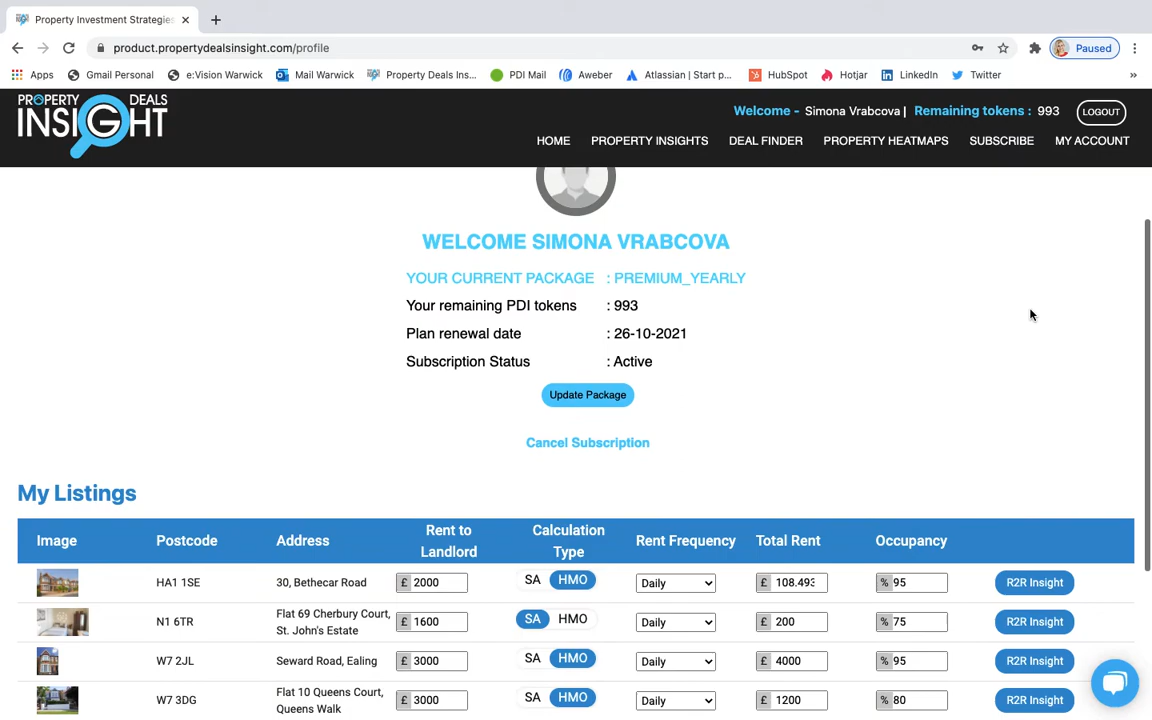 Property Investment Strategies
product.propertydealsinsight.com/profile
Paused
Apps
Gmail Personal
e:Vision Warwick
Mail Warwick
Property Deals Ins...
PDI Mail
Aweber
Atlassian | Start p...
HubSpot
Hotjar
LinkedIn
Twitter
»
PROPERTY DEALS
INSIGHT
Welcome - Simona Vrabcova | Remaining tokens : 993
LOGOUT
HOME
PROPERTY INSIGHTS
DEAL FINDER
PROPERTY HEATMAPS
SUBSCRIBE
MY ACCOUNT
WELCOME SIMONA VRABCOVA
YOUR CURRENT PACKAGE : PREMIUM_YEARLY
Your remaining PDI tokens : 993
Plan renewal date : 26-10-2021
Subscription Status : Active
Update Package
Cancel Subscription
My Listings
Image Postcode Address Rent to Landlord Calculation Type Rent Frequency Total Rent Occupancy
HA1 1SE 30, Bethecar Road £ 2000 SA HMO Daily £ 108.493 % 95 R2R Insight
N1 6TR Flat 69 Cherbury Court, St. John's Estate £ 1600 SA HMO Daily £ 200 % 75 R2R Insight
W7 2JL Seward Road, Ealing £ 3000 SA HMO Daily £ 4000 % 95 R2R Insight
W7 3DG Flat 10 Queens Court, Queens Walk £ 3000 SA HMO Daily £ 1200 % 80 R2R Insight